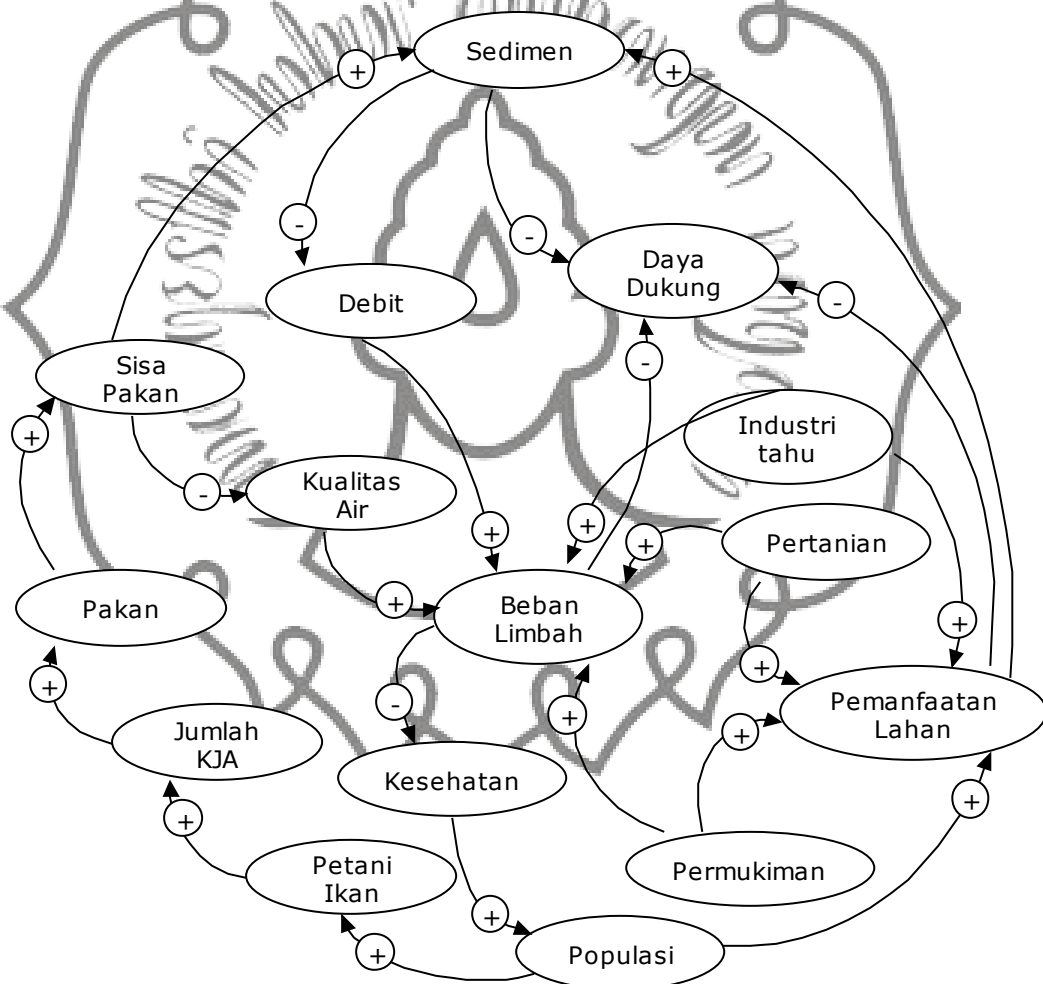 Sedimen
+
+
-
-
Daya
Dukung
Debit
-
-
Sisa
Pakan
Industri
tahu
+
Kualitas
Air
-
+
+
Pertanian
+
Pakan
+
Beban
Limbah
+
+
+
-
Pemanfaatan
Lahan
+
+
Jumlah
KJA
Kesehatan
+
+
Petani
Ikan
Permukiman
+
+
Populasi